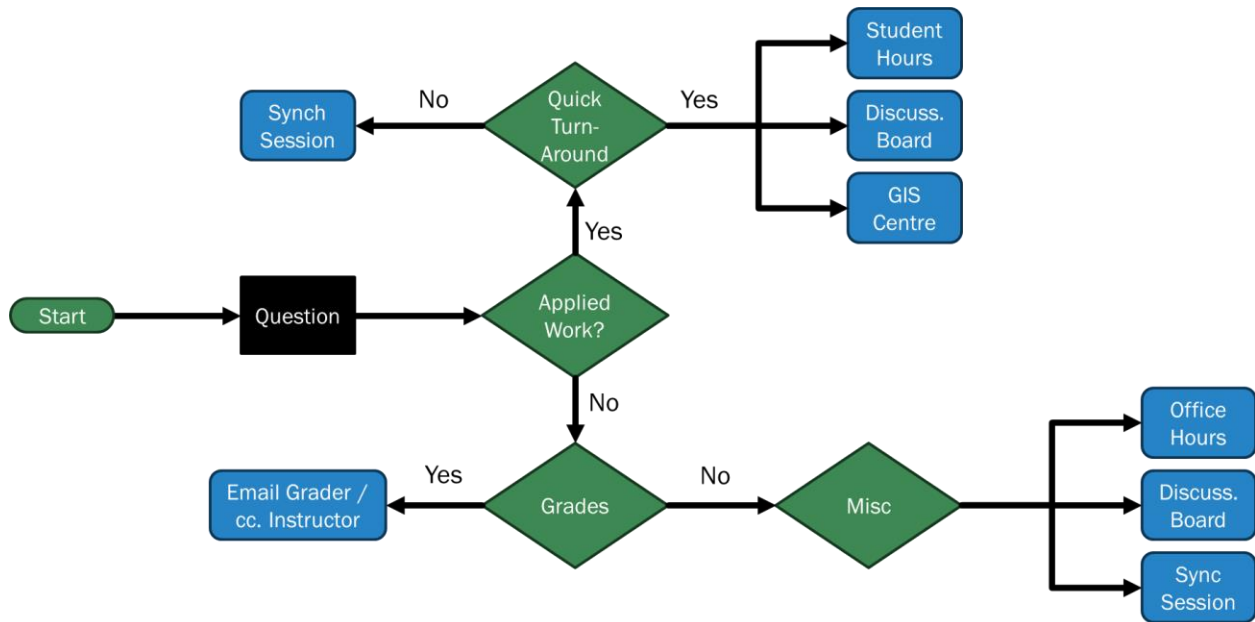 Student
Hours
No
Quick
Turn-
Around
Yes
Synch
Session
Discuss.
Board
GIS
Centre
Yes
Start
Question
Applied
Work?
No
Office
Hours
Yes
Email Grader /
cc. Instructor
Grades
No
Misc
Discuss.
Board
Sync
Session